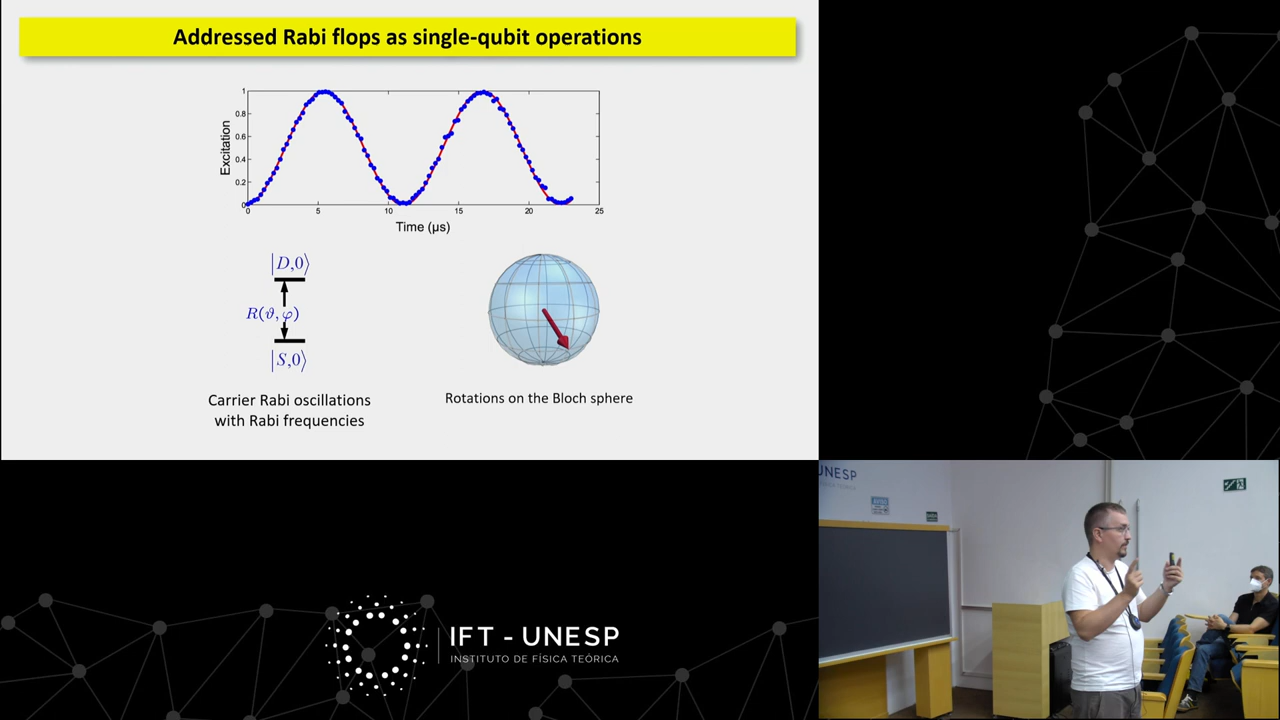 Addressed Rabi flops as single-qubit operations
Excitation
1
0.8
0.6
0.4
0.2
0
0
5
10
15
20
25
Time (µs)
|D,0⟩
R(ϑ,φ)
|S,0⟩
Carrier Rabi oscillations
with Rabi frequencies
Rotations on the Bloch sphere
IFT - UNESP
INSTITUTO DE FÍSICA TEÓRICA
UNESP